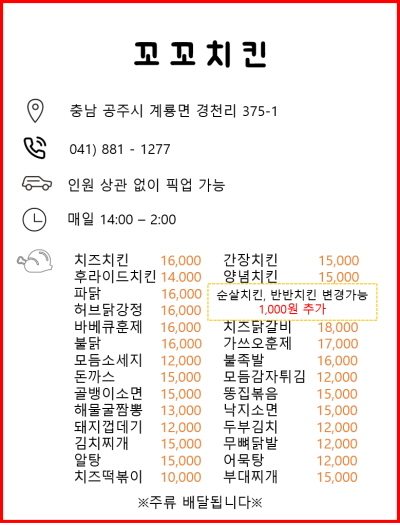 꼬꼬치킨
충남 공주시 계룡면 경천리 375-1
041) 881 - 1277
인원 상관 없이 픽업 가능
매일 14:00 – 2:00
치즈치킨 16,000 간장치킨 15,000
후라이드치킨 14.000 양념치킨 15,000
파닭 16,000 순살치킨, 반반치킨 변경가능
허브닭강정 16,000 1,000원 추가
바베큐훈제 16,000 치즈닭갈비 18,000
불닭 16,000 가쓰오훈제 17,000
모듬소세지 12,000 불족발 16,000
돈까스 15,000 모듬감자튀김 12,000
골뱅이소면 15,000 똥집볶음 15,000
해물굴짬뽕 13,000 낙지소면 15,000
돼지껍데기 12,000 두부김치 12,000
김치찌개 15,000 무뼈닭발 12,000
알탕 15,000 어묵탕 12,000
치즈떡볶이 10,000 부대찌개 15,000
※주류 배달됩니다※